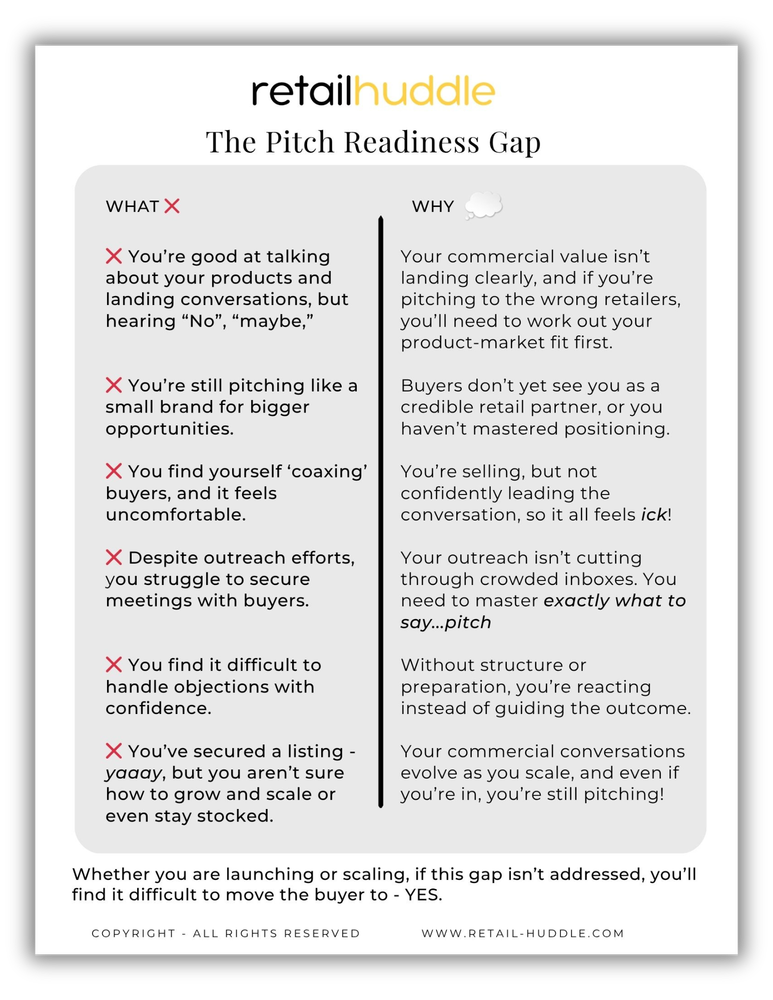 retailhuddle
The Pitch Readiness Gap
WHAT ❌
WHY 💭
❌ You're good at talking
about your products and
landing conversations, but
hearing “No”, “maybe,”
Your commercial value isn't
landing clearly, and if you're
pitching to the wrong retailers,
you'll need to work out your
product-market fit first.
❌ You're still pitching like a
small brand for bigger
opportunities.
Buyers don't yet see you as a
credible retail partner, or you
haven't mastered positioning.
❌ You find yourself ‘coaxing’
buyers, and it feels
uncomfortable.
You're selling, but not
confidently leading the
conversation, so it all feels ick!
❌ Despite outreach efforts,
you struggle to secure
meetings with buyers.
Your outreach isn't cutting
through crowded inboxes. You
need to master exactly what to
say...pitch
❌ You find it difficult to
handle objections with
confidence.
Without structure or
preparation, you're reacting
instead of guiding the outcome.
❌ You've secured a listing -
yaaay, but you aren't sure
how to grow and scale or
even stay stocked.
Your commercial conversations
evolve as you scale, and even if
you're in, you're still pitching!
Whether you are launching or scaling, if this gap isn't addressed, you'll
find it difficult to move the buyer to - YES.
COPYRIGHT - ALL RIGHTS RESERVED
WWW.RETAIL-HUDDLE.COM